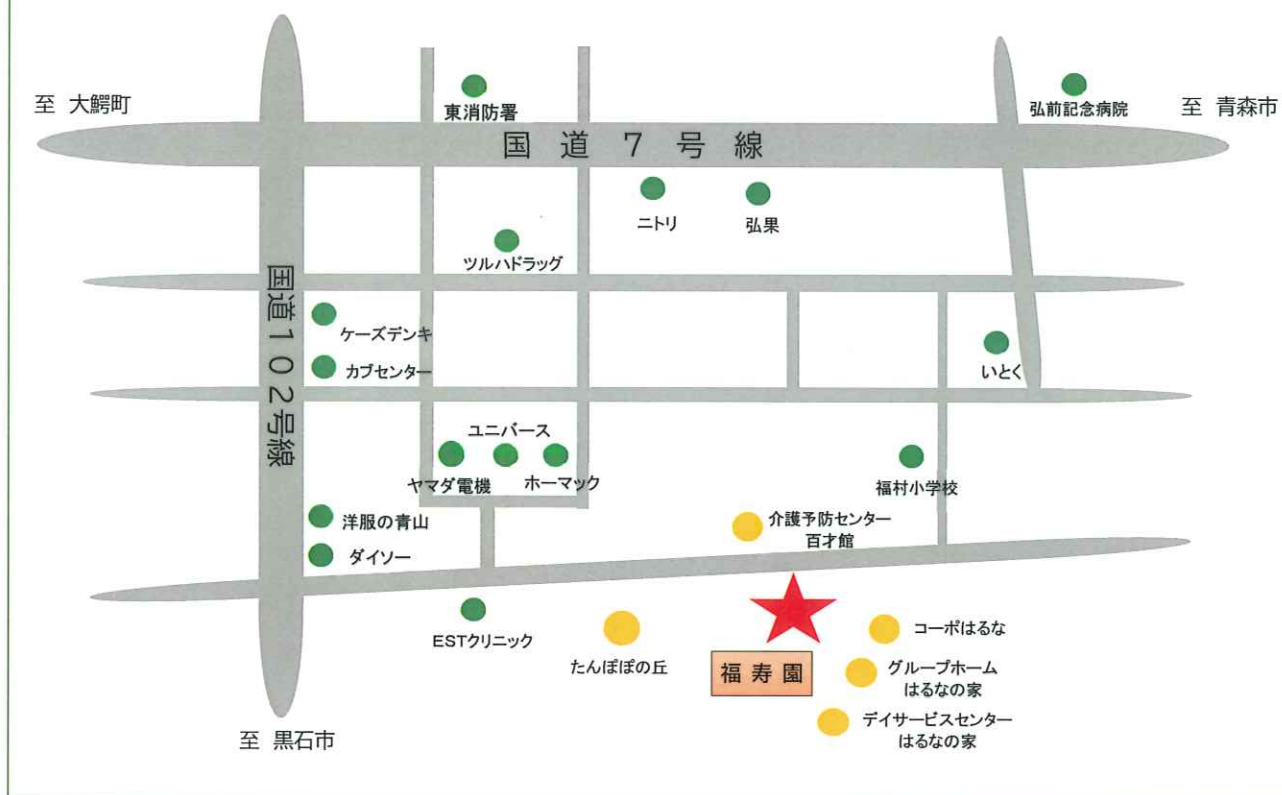 至 大鰐町
東消防署
弘前記念病院
至 青森市
国道７号線
ニトリ
弘果
ツルハドラッグ
国道１０２号線
ケーズデンキ
カブセンター
いとく
ユニバース
ヤマダ電機
ホーマック
福村小学校
洋服の青山
ダイソー
介護予防センター
百才館
ESTクリニック
たんぽぽの丘
福寿園
コーポはるな
グループホーム
はるなの家
デイサービスセンター
はるなの家
至 黒石市